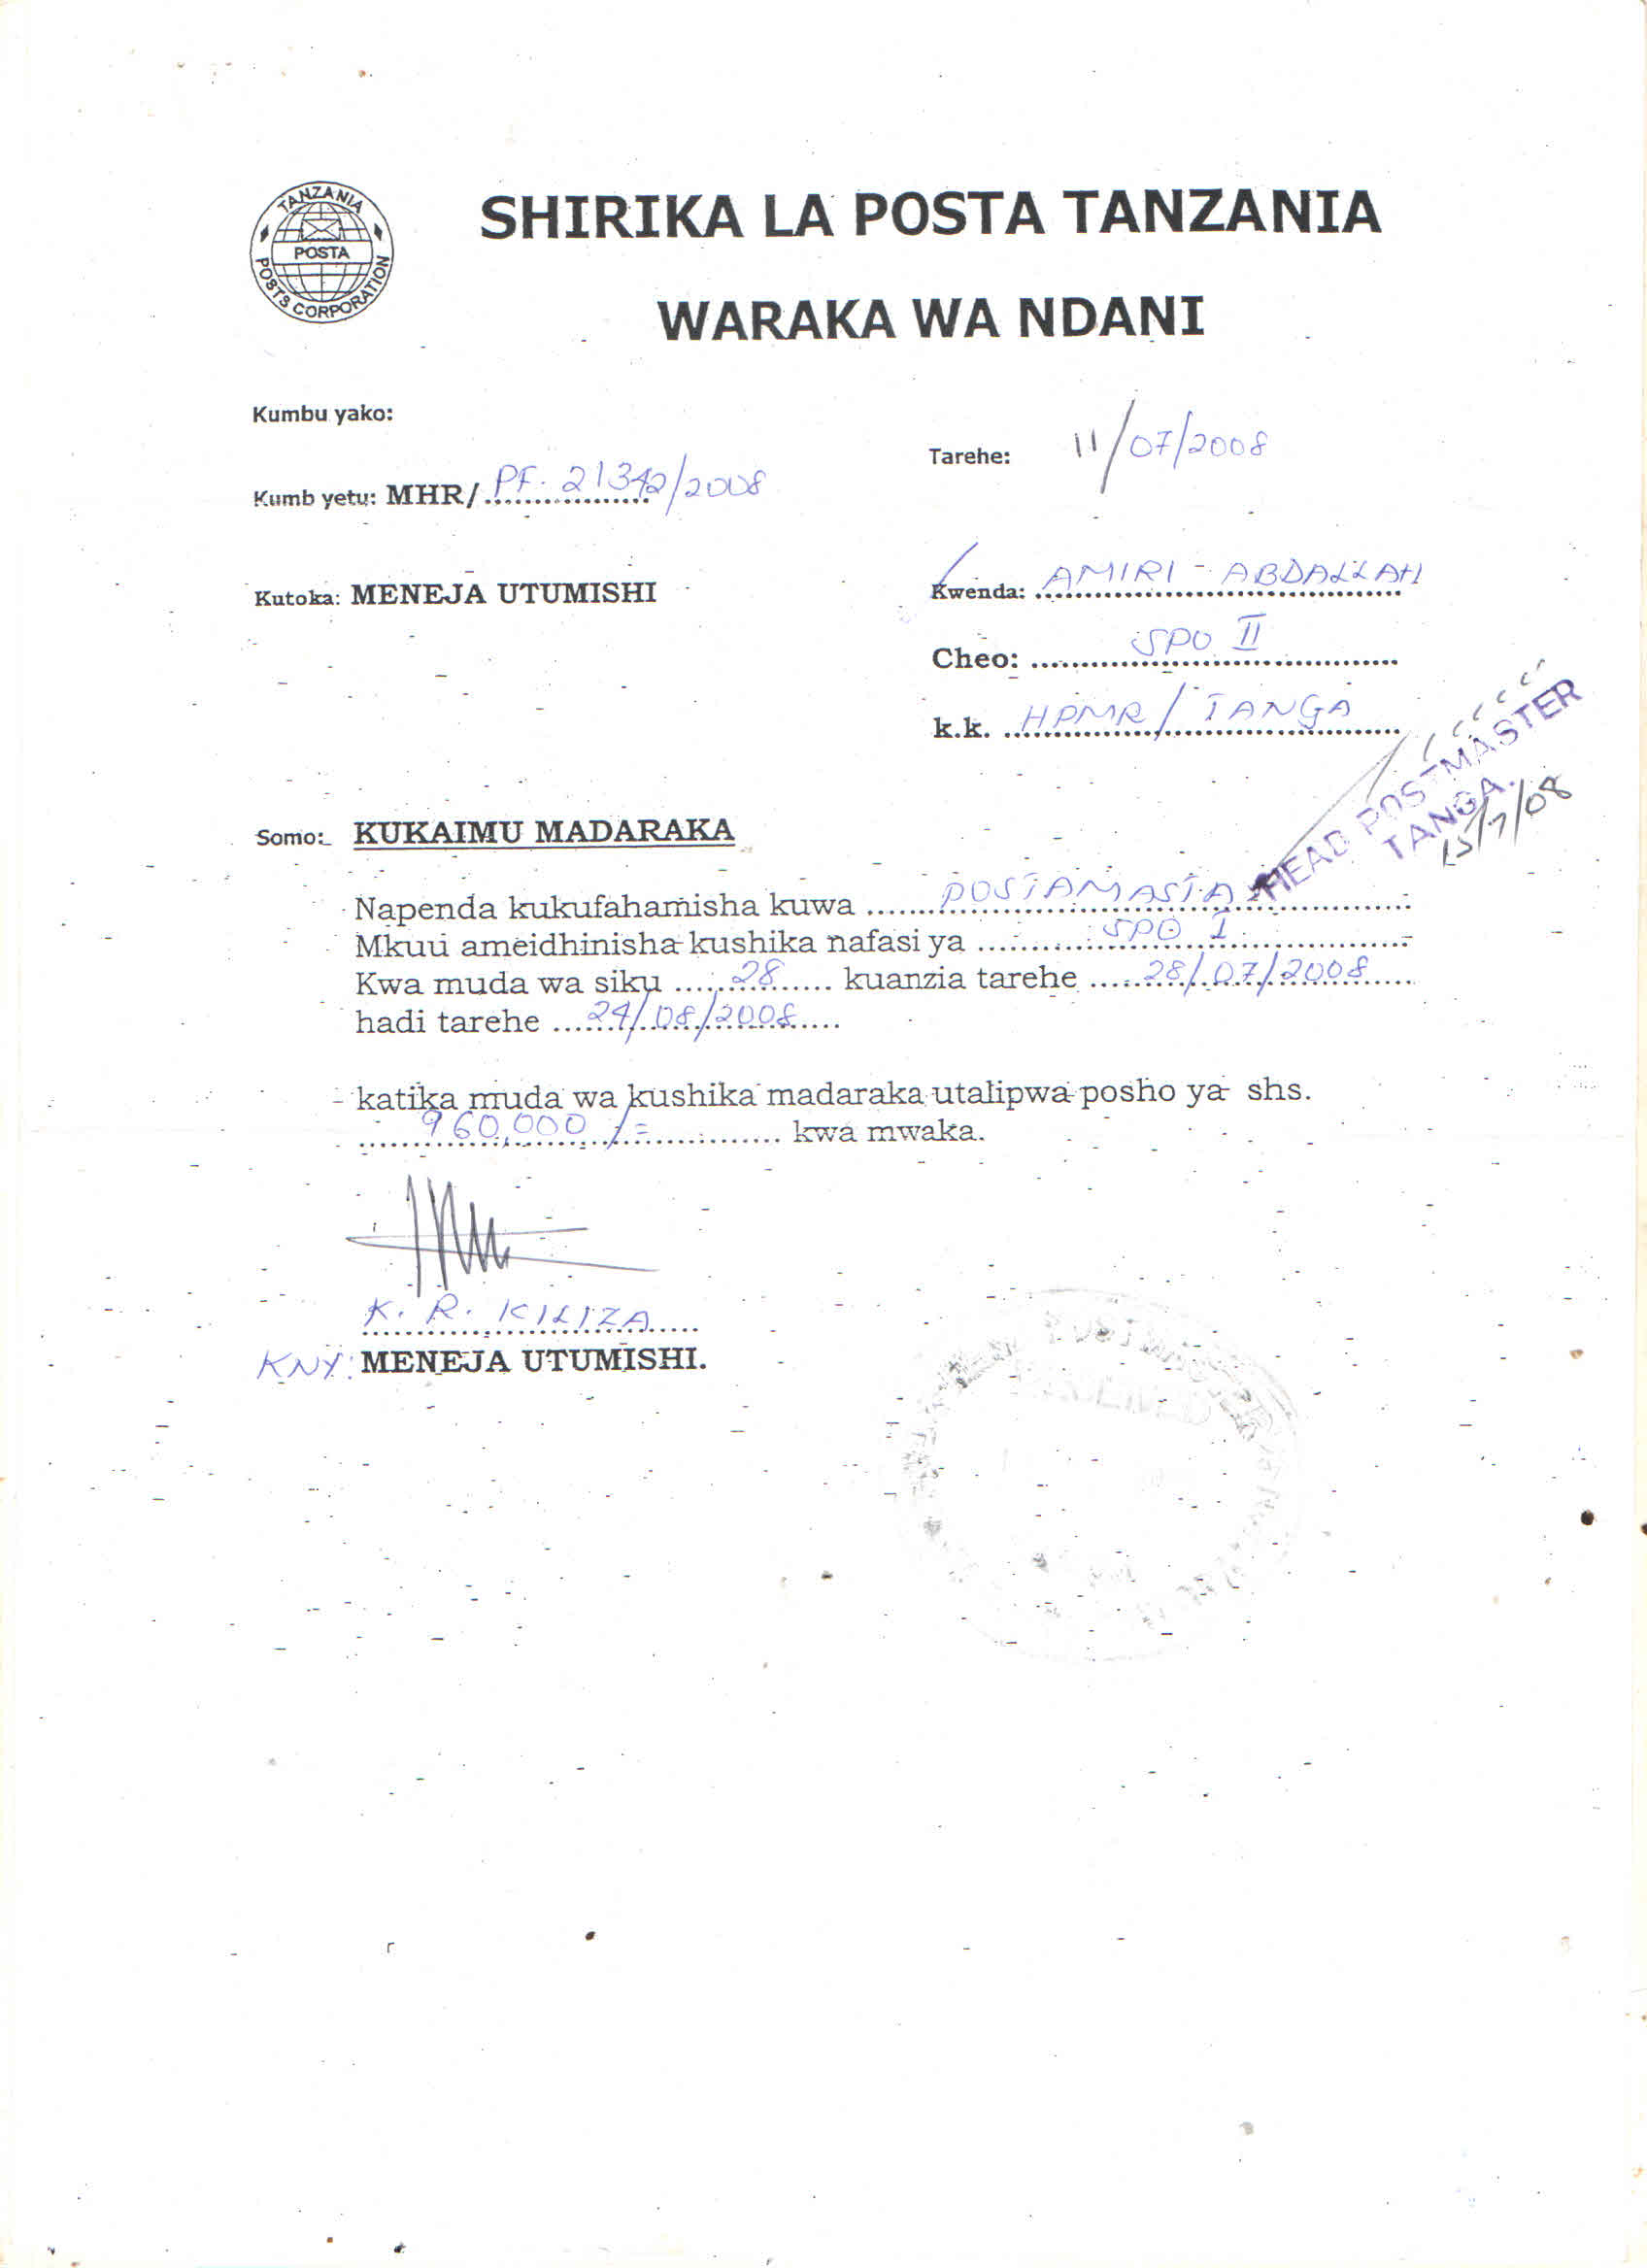 TANZANIA
POSTA
POSTS CORPORATION
SHIRIKA LA POSTA TANZANIA
WARAKA WA NDANI
Kumbu yako:
Tarehe: 11/07/2008
Kumb yetu: MHR/ PF. 21342/2008
Kutoka: MENEJA UTUMISHI
Kwenda: AMIRI - ABDALLAH
Cheo: SPO II
k.k. HPMR / TANGA
HEAD POSTMASTER
TANGA.
15/7/08
Somo: KUKAIMU MADARAKA
Napenda kukufahamisha kuwa POSTAMASTA
Mkuu ameidhinisha kushika nafasi ya SPO I
Kwa muda wa siku 28 kuanzia tarehe 28/07/2008
hadi tarehe 24/08/2008
katika muda wa kushika madaraka utalipwa posho ya shs.
960,000/= kwa mwaka.
K. R. KILIZA
KNY: MENEJA UTUMISHI.